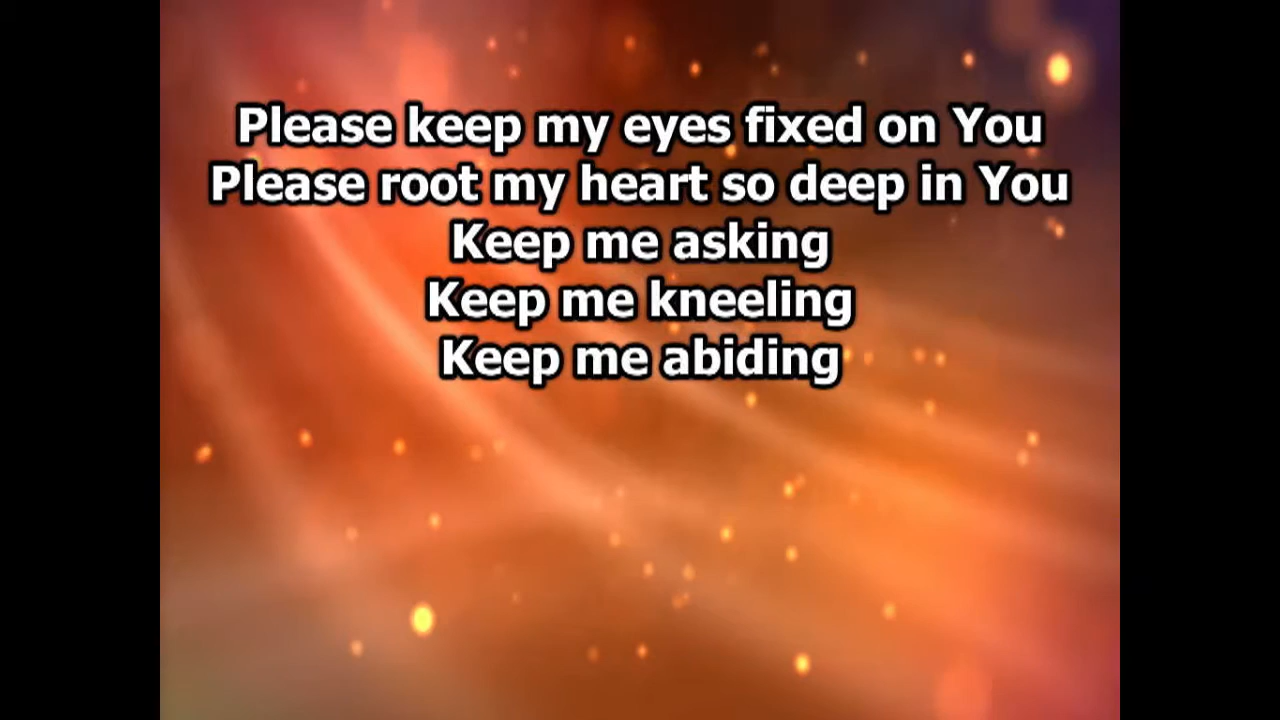 Please keep my eyes fixed on You
Please root my heart so deep in You
Keep me asking
Keep me kneeling
Keep me abiding